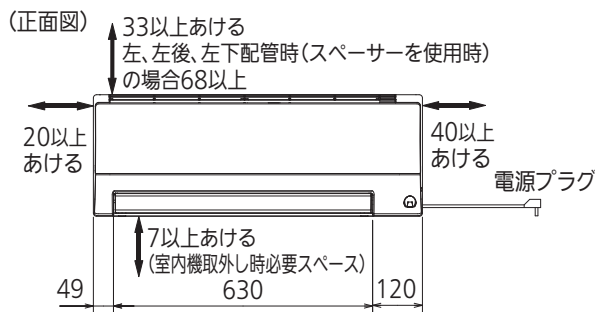 (正面図)
33以上あける
左、左後、左下配管時(スペーサーを使用時)
の場合68以上
20以上
あける
40以上
あける
電源プラグ
7以上あける
(室内機取外し時必要スペース)
49
630
120